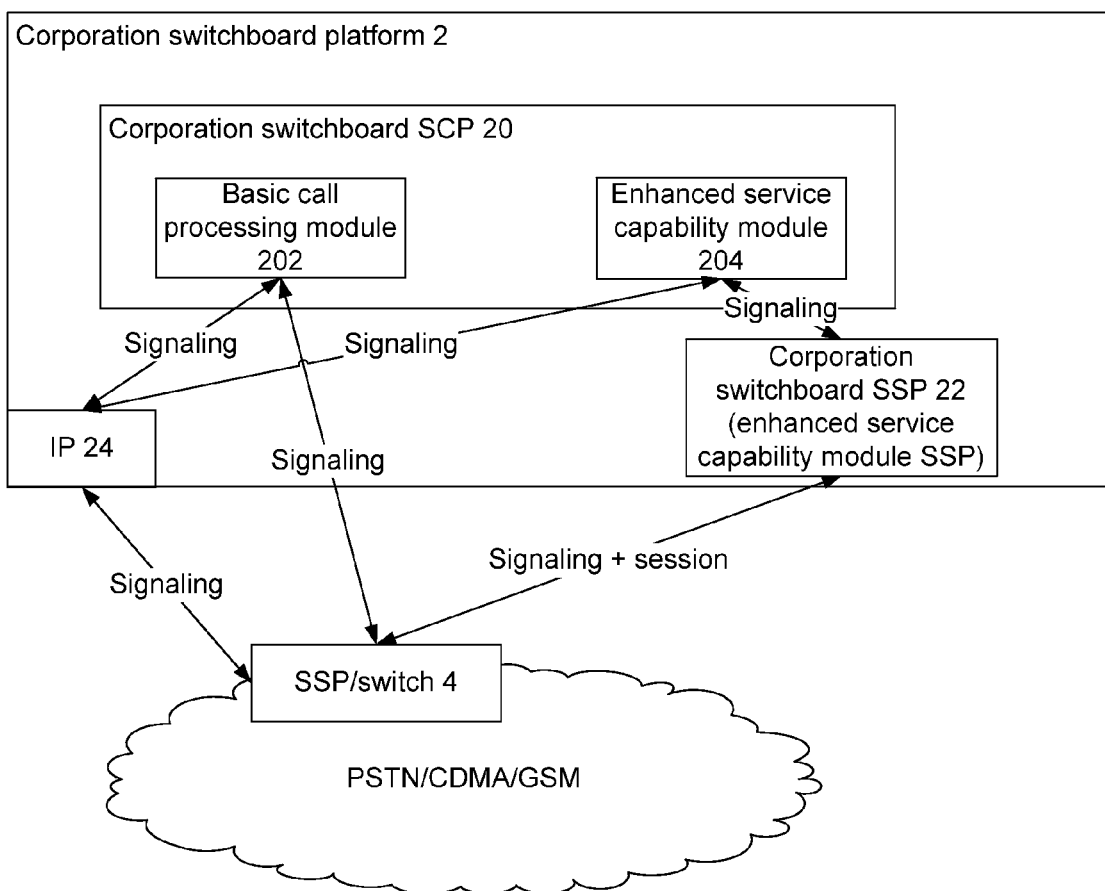 Corporation switchboard platform 2
Corporation switchboard SCP 20
Basic call
processing module
202
Enhanced service
capability module
204
Signaling
Signaling
Signaling
Corporation
switchboard SSP 22
(enhanced service
capability module SSP)
IP 24
Signaling
Signaling + session
Signaling
SSP/switch 4
PSTN/CDMA/GSM